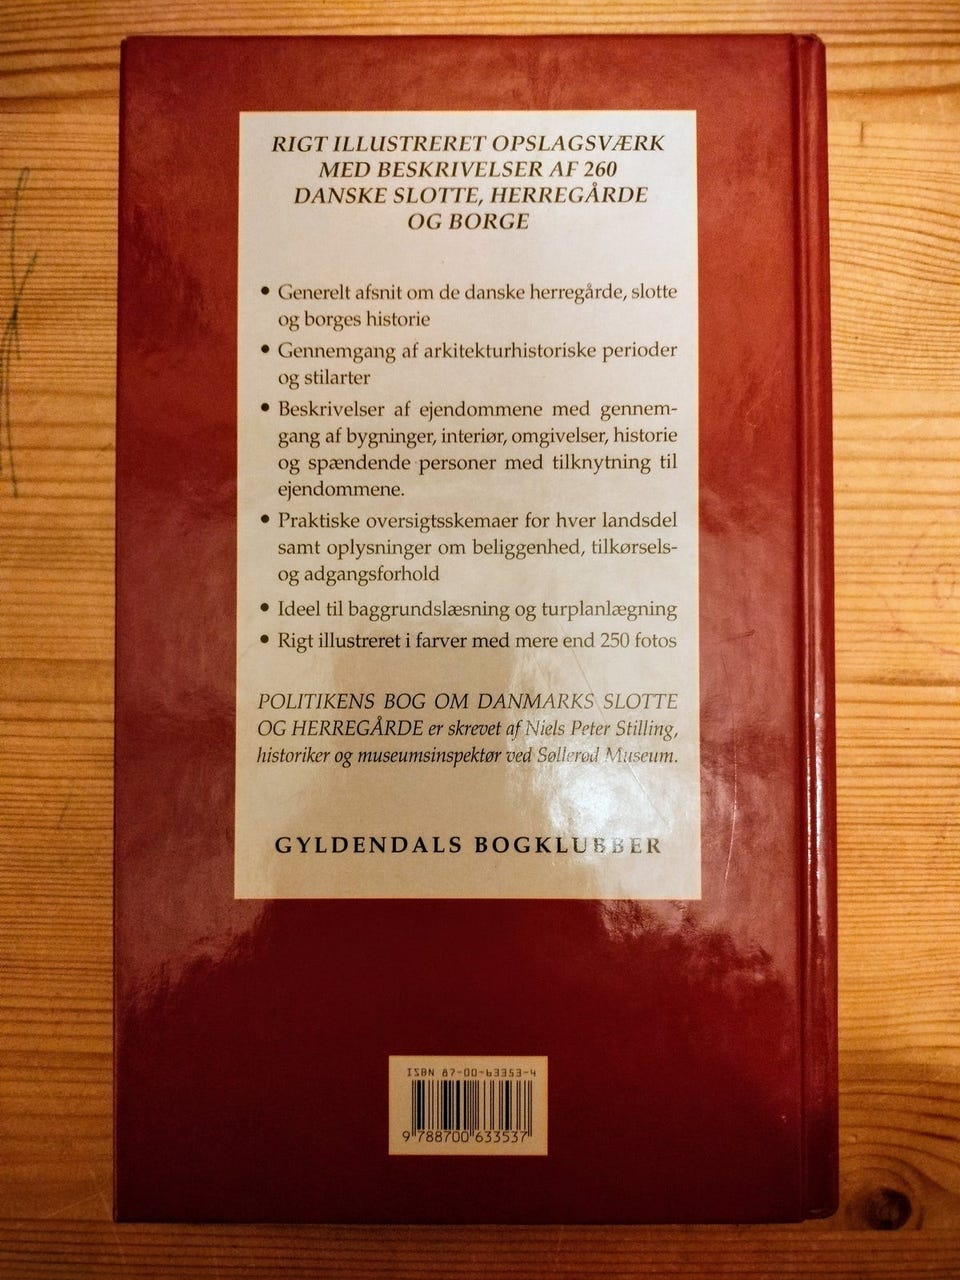 RIGT ILLUSTRERET OPSLAGSVÆRK
MED BESKRIVELSER AF 260
DANSKE SLOTTE, HERREGÅRDE
OG BORGE
• Generelt afsnit om de danske herregårde, slotte
og borges historie
• Gennemgang af arkitekturhistoriske perioder
og stilarter
• Beskrivelser af ejendommene med gennem-
gang af bygninger, interiør, omgivelser, historie
og spændende personer med tilknytning til
ejendommene.
• Praktiske oversigtsskemaer for hver landsdel
samt oplysninger om beliggenhed, tilkørsels-
og adgangsforhold
• Ideel til baggrundslæsning og turplanlægning
• Rigt illustreret i farver med mere end 250 fotos
POLITIKENS BOG OM DANMARKS SLOTTE
OG HERREGÅRDE er skrevet af Niels Peter Stilling,
historiker og museumsinspektør ved Søllerød Museum.
GYLDENDALS BOGKLUBBER
ISBN 87-00-63353-4
9 788700 633537